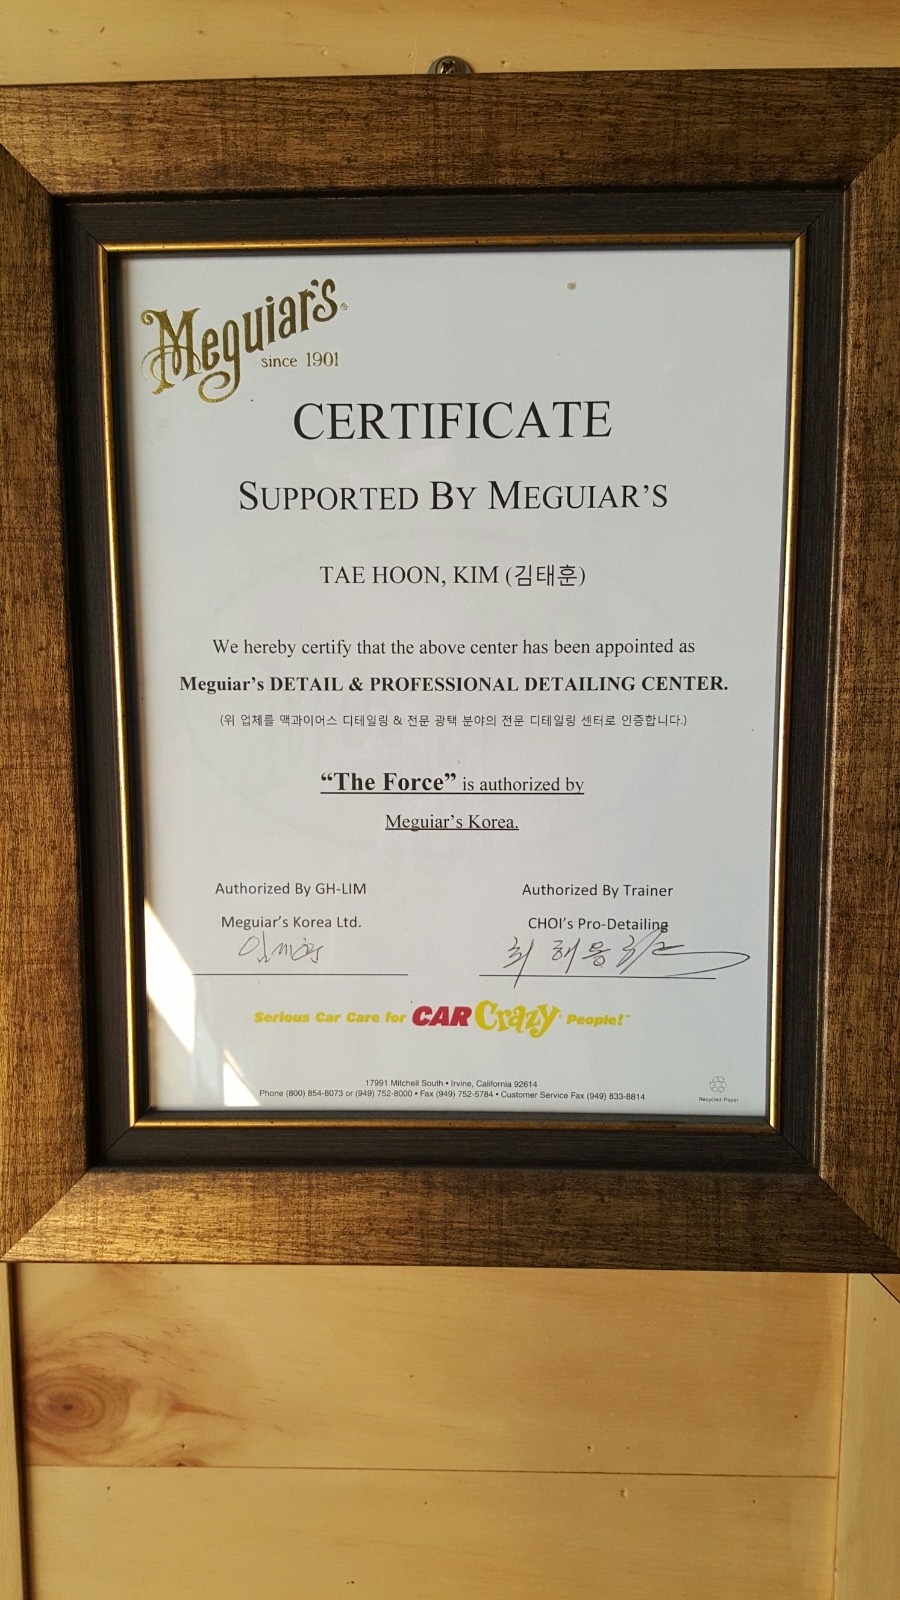 Meguiar's®
since 1901
CERTIFICATE
SUPPORTED BY MEGUIAR'S
TAE HOON, KIM (김태훈)
We hereby certify that the above center has been appointed as
Meguiar's DETAIL & PROFESSIONAL DETAILING CENTER.
(위 업체를 맥과이어스 디테일링 & 전문 광택 분야의 전문 디테일링 센터로 인증합니다.)
“The Force” is authorized by
Meguiar's Korea.
Authorized By GH-LIM
Meguiar's Korea Ltd.
Authorized By Trainer
CHOI's Pro-Detailing
Serious Car Care for CAR Crazy® People!™
17991 Mitchell South • Irvine, California 92614
Phone (800) 854-8073 or (949) 752-8000 • Fax (949) 752-5784 • Customer Service Fax (949) 833-8814
Recycled Paper